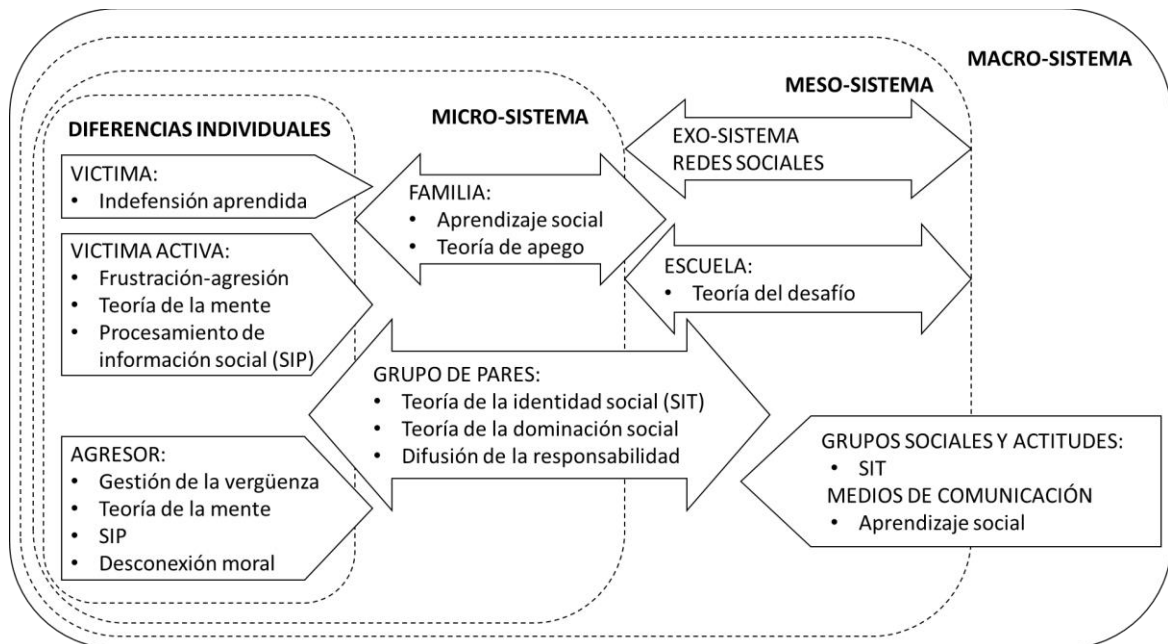 MACRO-SISTEMA
MESO-SISTEMA
MICRO-SISTEMA
DIFERENCIAS INDIVIDUALES
VICTIMA:
• Indefensión aprendida
VICTIMA ACTIVA:
• Frustración-agresión
• Teoría de la mente
• Procesamiento de
información social (SIP)
AGRESOR:
• Gestión de la vergüenza
• Teoría de la mente
• SIP
• Desconexión moral
FAMILIA:
• Aprendizaje social
• Teoría de apego
GRUPO DE PARES:
• Teoría de la identidad social (SIT)
• Teoría de la dominación social
• Difusión de la responsabilidad
EXO-SISTEMA
REDES SOCIALES
ESCUELA:
• Teoría del desafío
GRUPOS SOCIALES Y ACTITUDES:
• SIT
MEDIOS DE COMUNICACIÓN
• Aprendizaje social